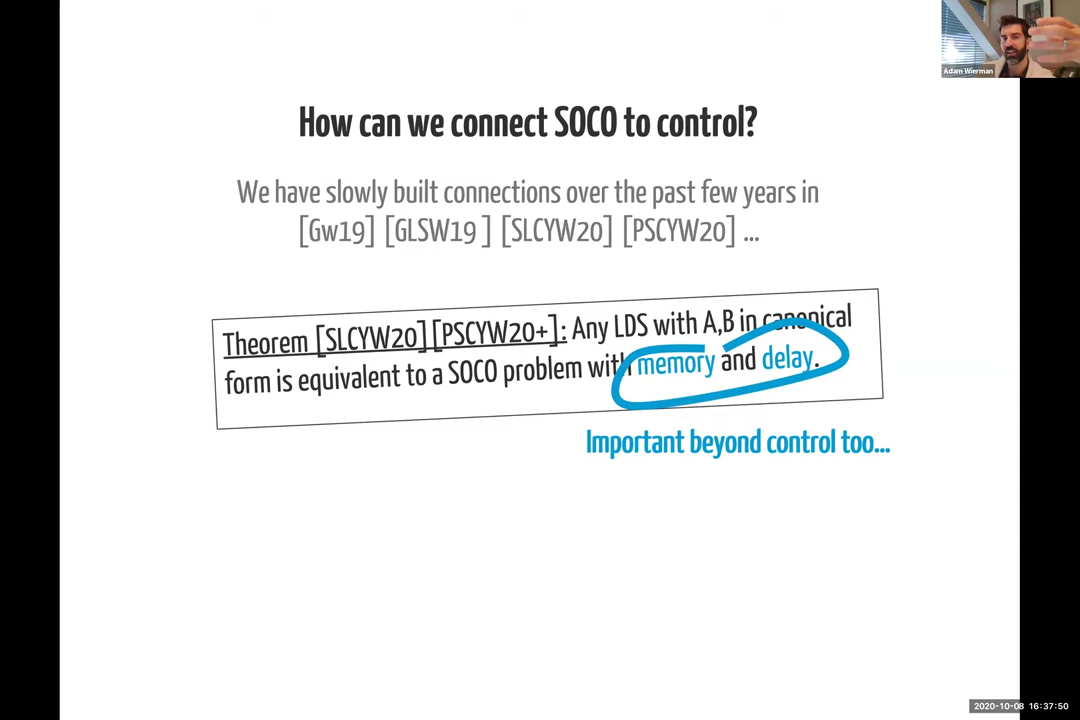 Adam Wierman
How can we connect SOCO to control?
We have slowly built connections over the past few years in
[Gw19] [GLSW19 ] [SLCYW20] [PSCYW20] ...
Theorem [SLCYW20][PSCYW20+]: Any LDS with A,B in canonical
form is equivalent to a SOCO problem with memory and delay.
Important beyond control too...
2020-10-08 16:37:50